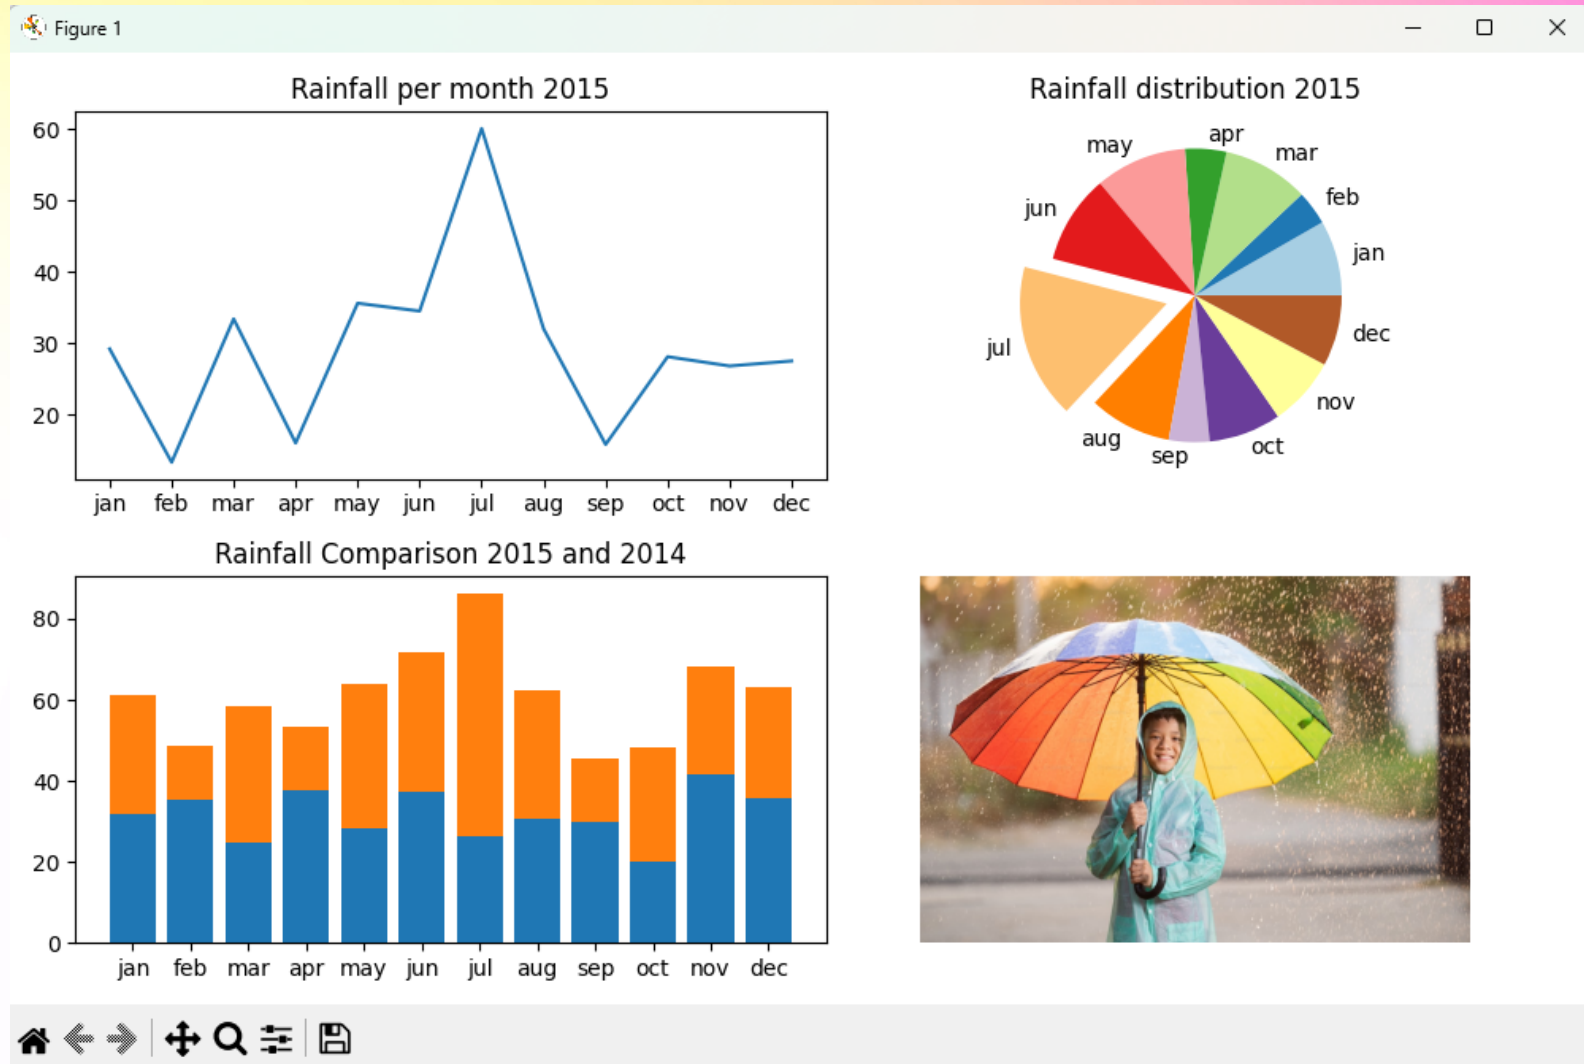 Figure 1
Rainfall per month 2015
60
50
40
30
20
jan feb mar apr may jun jul aug sep oct nov dec
Rainfall distribution 2015
jan
feb
mar
apr
may
jun
jul
aug
sep
oct
nov
dec
Rainfall Comparison 2015 and 2014
80
60
40
20
0
jan feb mar apr may jun jul aug sep oct nov dec